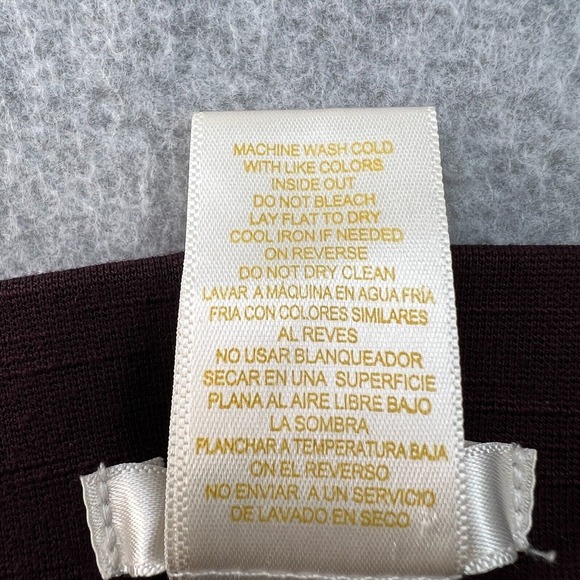 MACHINE WASH COLD
WITH LIKE COLORS
INSIDE OUT
DO NOT BLEACH
LAY FLAT TO DRY
COOL IRON IF NEEDED
ON REVERSE
DO NOT DRY CLEAN
LAVAR A MAQUINA EN AGUA FRÍA
FRIA CON COLORES SIMILARES
AL REVES
NO USAR BLANQUEADOR
SECAR EN UNA SUPERFICIE
PLANA AL AIRE LIBRE BAJO
LA SOMBRA
PLANCHAR A TEMPERATURA BAJA
ON EL REVERSO
NO ENVIAR A UN SERVICIO
DE LAVADO EN SECO